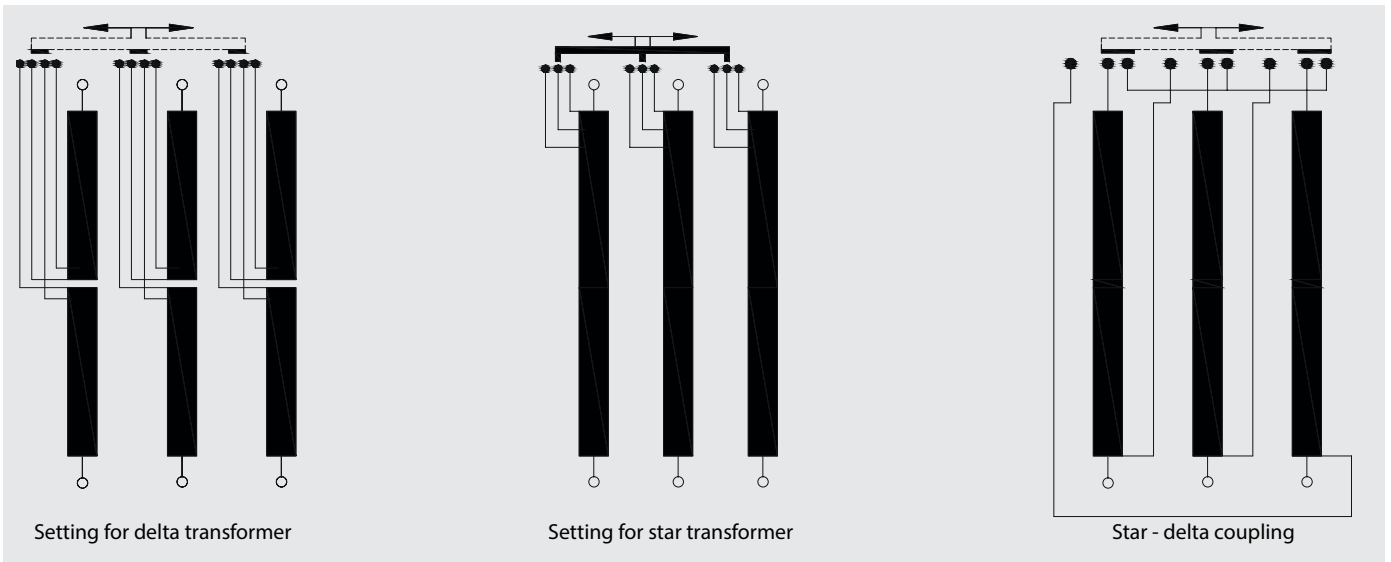 Setting for delta transformer
Setting for star transformer
Star - delta coupling